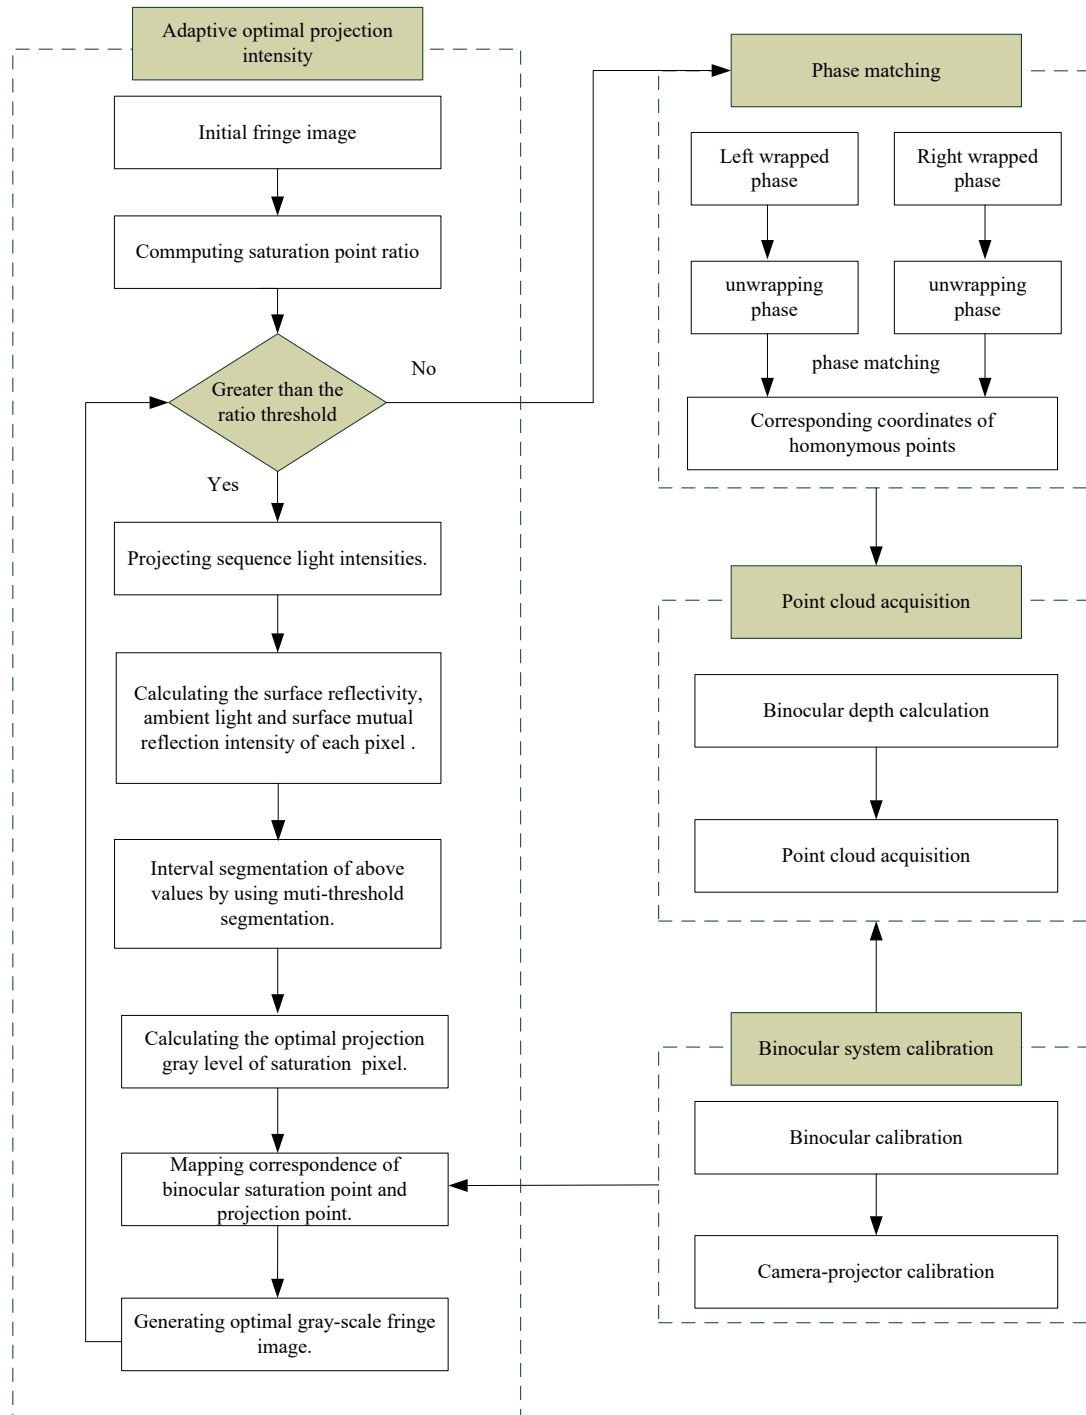 Adaptive optimal projection
intensity
Initial fringe image
Commputing saturation point ratio
Greater than the
ratio threshold
No
Yes
Projecting sequence light intensities.
Calculating the surface reflectivity,
ambient light and surface mutual
reflection intensity of each pixel .
Interval segmentation of above
values by using muti-threshold
segmentation.
Calculating the optimal projection
gray level of saturation  pixel.
Mapping correspondence of
binocular saturation point and
projection point.
Generating optimal gray-scale fringe
image.
Phase matching
Left wrapped
phase
Right wrapped
phase
unwrapping
phase
unwrapping
phase
phase matching
Corresponding coordinates of
homonymous points
Point cloud acquisition
Binocular depth calculation
Point cloud acquisition
Binocular system calibration
Binocular calibration
Camera-projector calibration